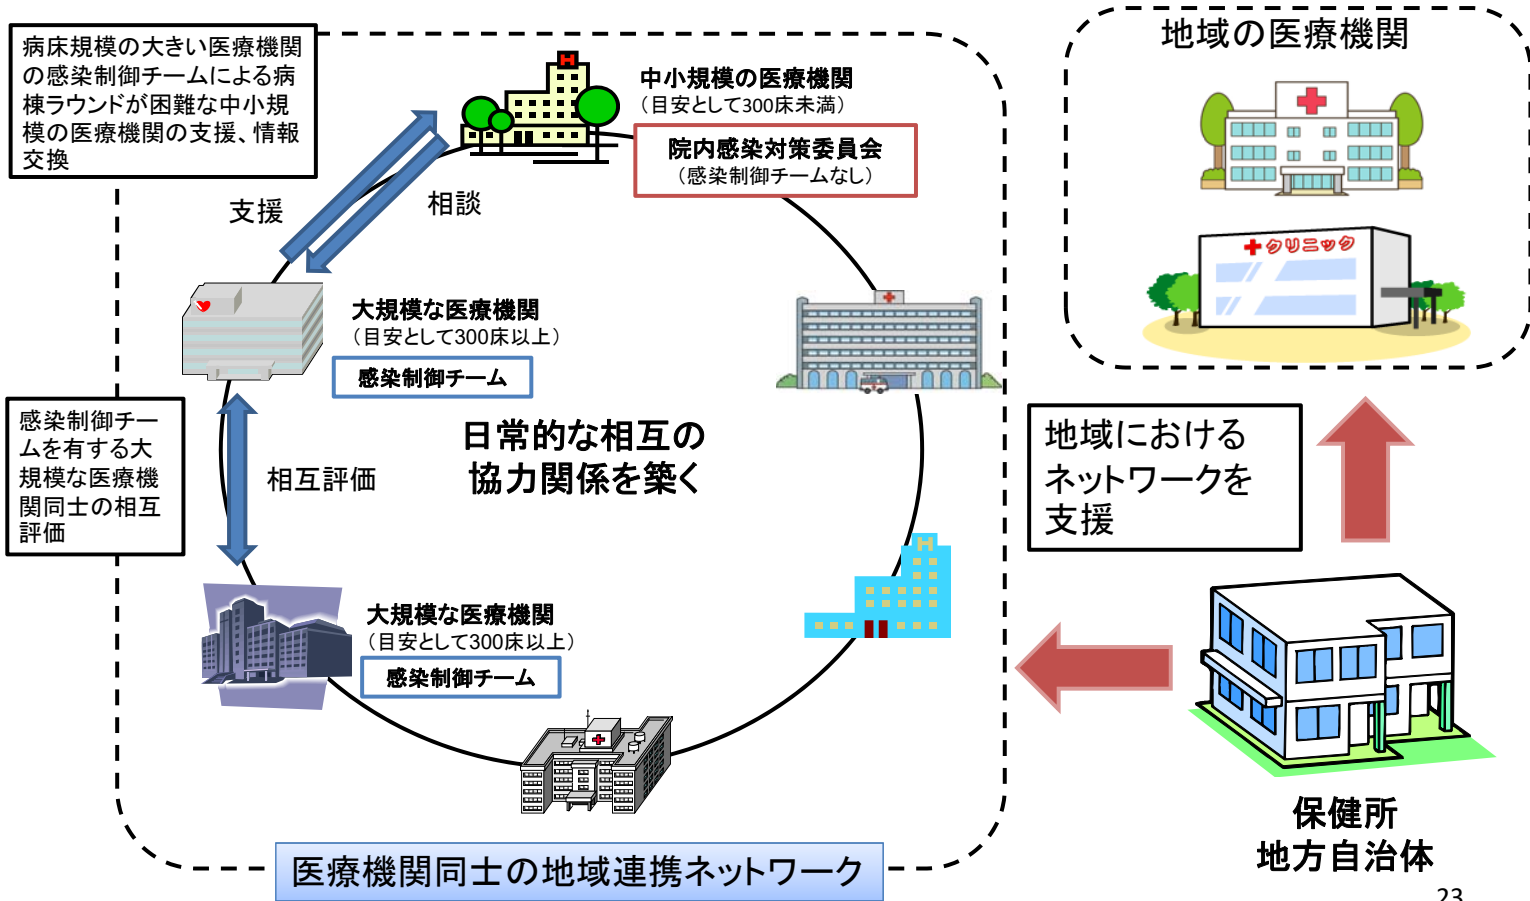 病床規模の大きい医療機関
の感染制御チームによる病
棟ラウンドが困難な中小規
模の医療機関の支援、情報
交換
中小規模の医療機関
（目安として300床未満）
院内感染対策委員会
（感染制御チームなし）
支援
相談
大規模な医療機関
（目安として300床以上）
感染制御チーム
感染制御チー
ムを有する大
規模な医療機
関同士の相互
評価
相互評価
日常的な相互の
協力関係を築く
大規模な医療機関
（目安として300床以上）
感染制御チーム
医療機関同士の地域連携ネットワーク
地域の医療機関
クリニック
地域における
ネットワークを
支援
保健所
地方自治体
23
H
H